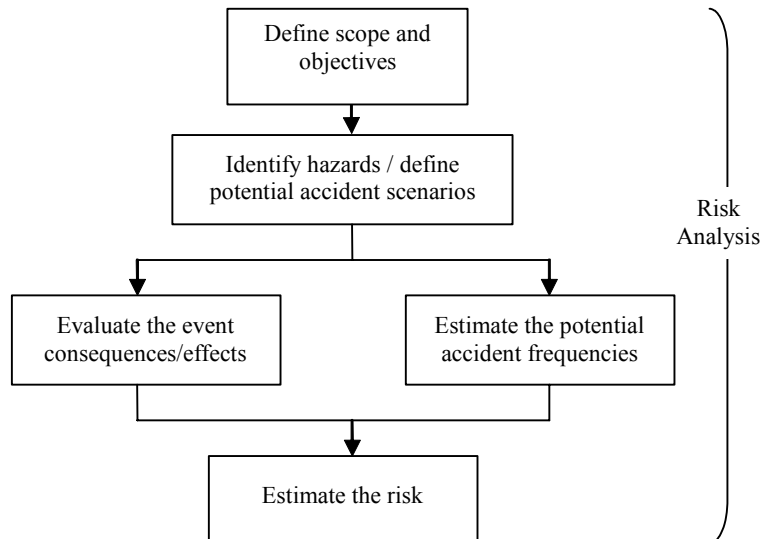 Define scope and
objectives
Identify hazards / define
potential accident scenarios
Risk
Analysis
Evaluate the event
consequences/effects
Estimate the potential
accident frequencies
Estimate the risk